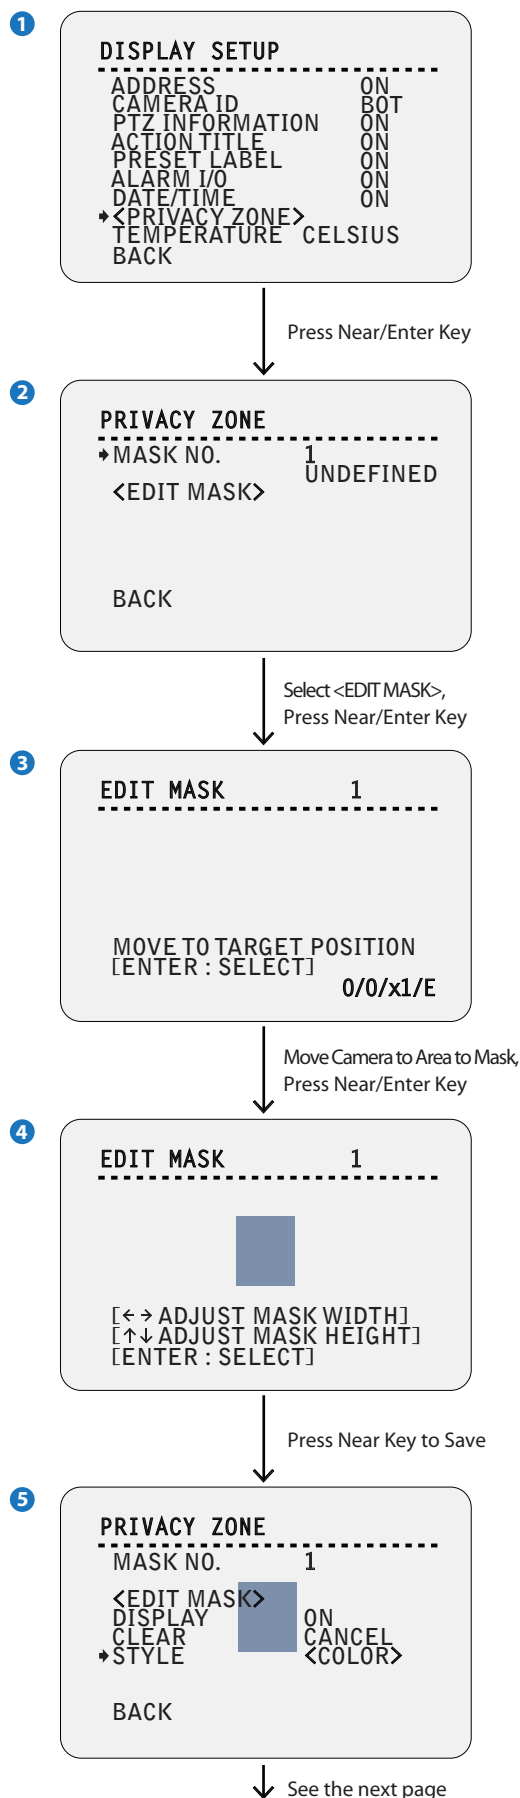 1
DISPLAY SETUP
ADDRESS ON
CAMERA ID BOT
PTZ INFORMATION ON
ACTION TITLE ON
PRESET LABEL ON
ALARM I/O ON
DATE/TIME ON
<PRIVACY ZONE>
TEMPERATURE CELSIUS
BACK
Press Near/Enter Key
2
PRIVACY ZONE
MASK NO. 1
UNDEFINED
<EDIT MASK>
BACK
Select <EDIT MASK>,
Press Near/Enter Key
3
EDIT MASK 1
MOVE TO TARGET POSITION
[ENTER : SELECT]
0/0/x1/E
Move Camera to Area to Mask,
Press Near/Enter Key
4
EDIT MASK 1
[←→ ADJUST MASK WIDTH]
[↑↓ ADJUST MASK HEIGHT]
[ENTER : SELECT]
Press Near Key to Save
5
PRIVACY ZONE
MASK NO. 1
<EDIT MASK>
DISPLAY ON
CLEAR CANCEL
STYLE <COLOR>
BACK
See the next page